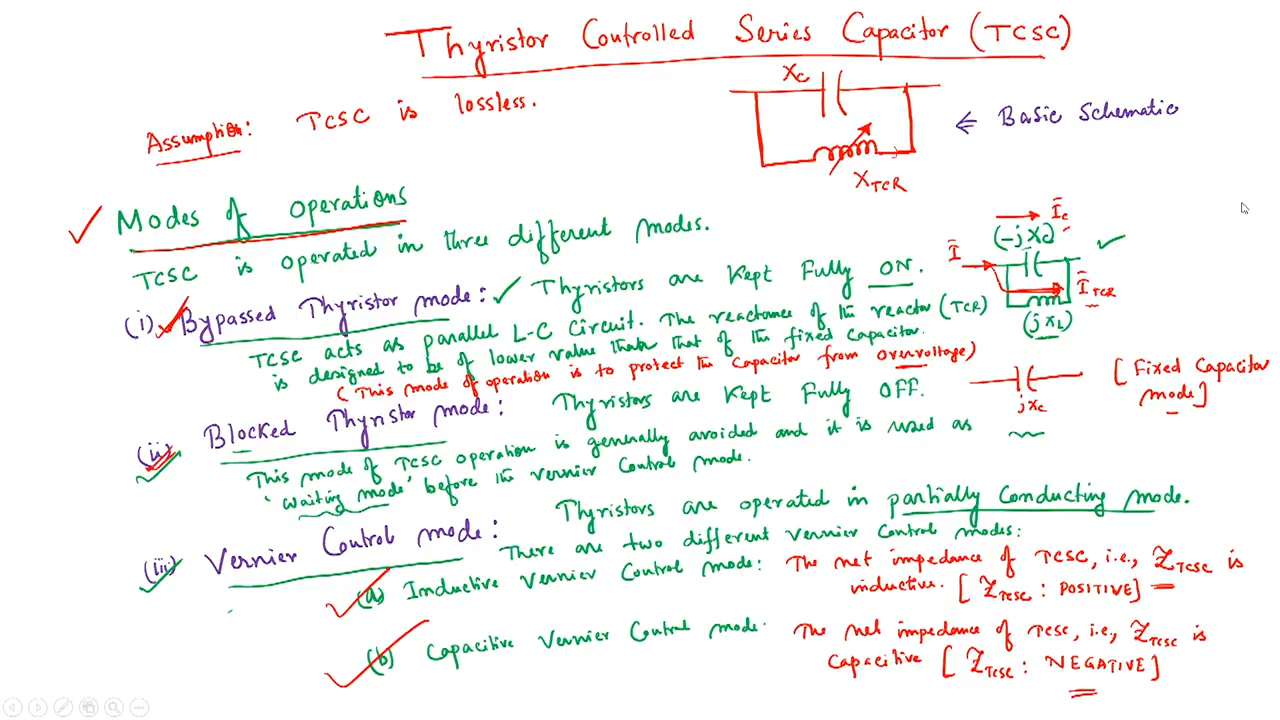 Thyristor Controlled Series Capacitor (TCSC)
Assumption: TCSC is lossless.
Xc
XTCR
⇐ Basic Schematic
Modes of operations
TCSC is operated in three different modes.
(i) Bypassed Thyristor mode: Thyristors are Kept Fully ON.
TCSC acts as parallel L-C Circuit. The reactance of the reactor (TCR)
is designed to be of lower value than that of the fixed capacitor.
(This mode of operation is to protect the Capacitor from overvoltage)
Īc
(-jXc)
Ī
ĪTCR
(jXL)
(ii) Blocked Thyristor mode: Thyristors are Kept Fully OFF.
This mode of TCSC operation is generally avoided and it is used as
'waiting mode' before the Vernier Control mode.
jXc
[Fixed Capacitor
mode]
(iii) Vernier Control mode: Thyristors are operated in partially Conducting mode.
There are two different Vernier Control modes:
(a) Inductive Vernier Control mode: The net impedance of TCSC, i.e., ZTCSC is
inductive. [ZTCSC : POSITIVE]
(b) Capacitive Vernier Control mode. The net impedance of TCSC, i.e., ZTCSC is
Capacitive [ZTCSC : NEGATIVE]